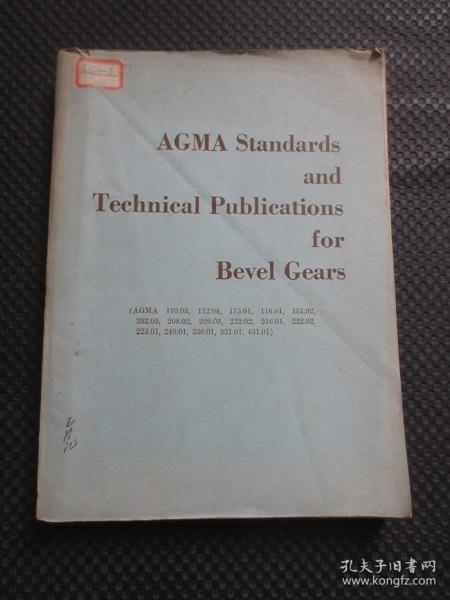 AGMA Standards
and
Technical Publications
for
Bevel Gears
(AGMA 110.03, 112.04, 115.01, 116.01, 151.02,
202.03, 208.02, 209.03, 212.02, 216.01, 222.02,
223.01, 240.01, 330.01, 331.01, 431.01)
孔夫子旧书网
www.kongfz.com